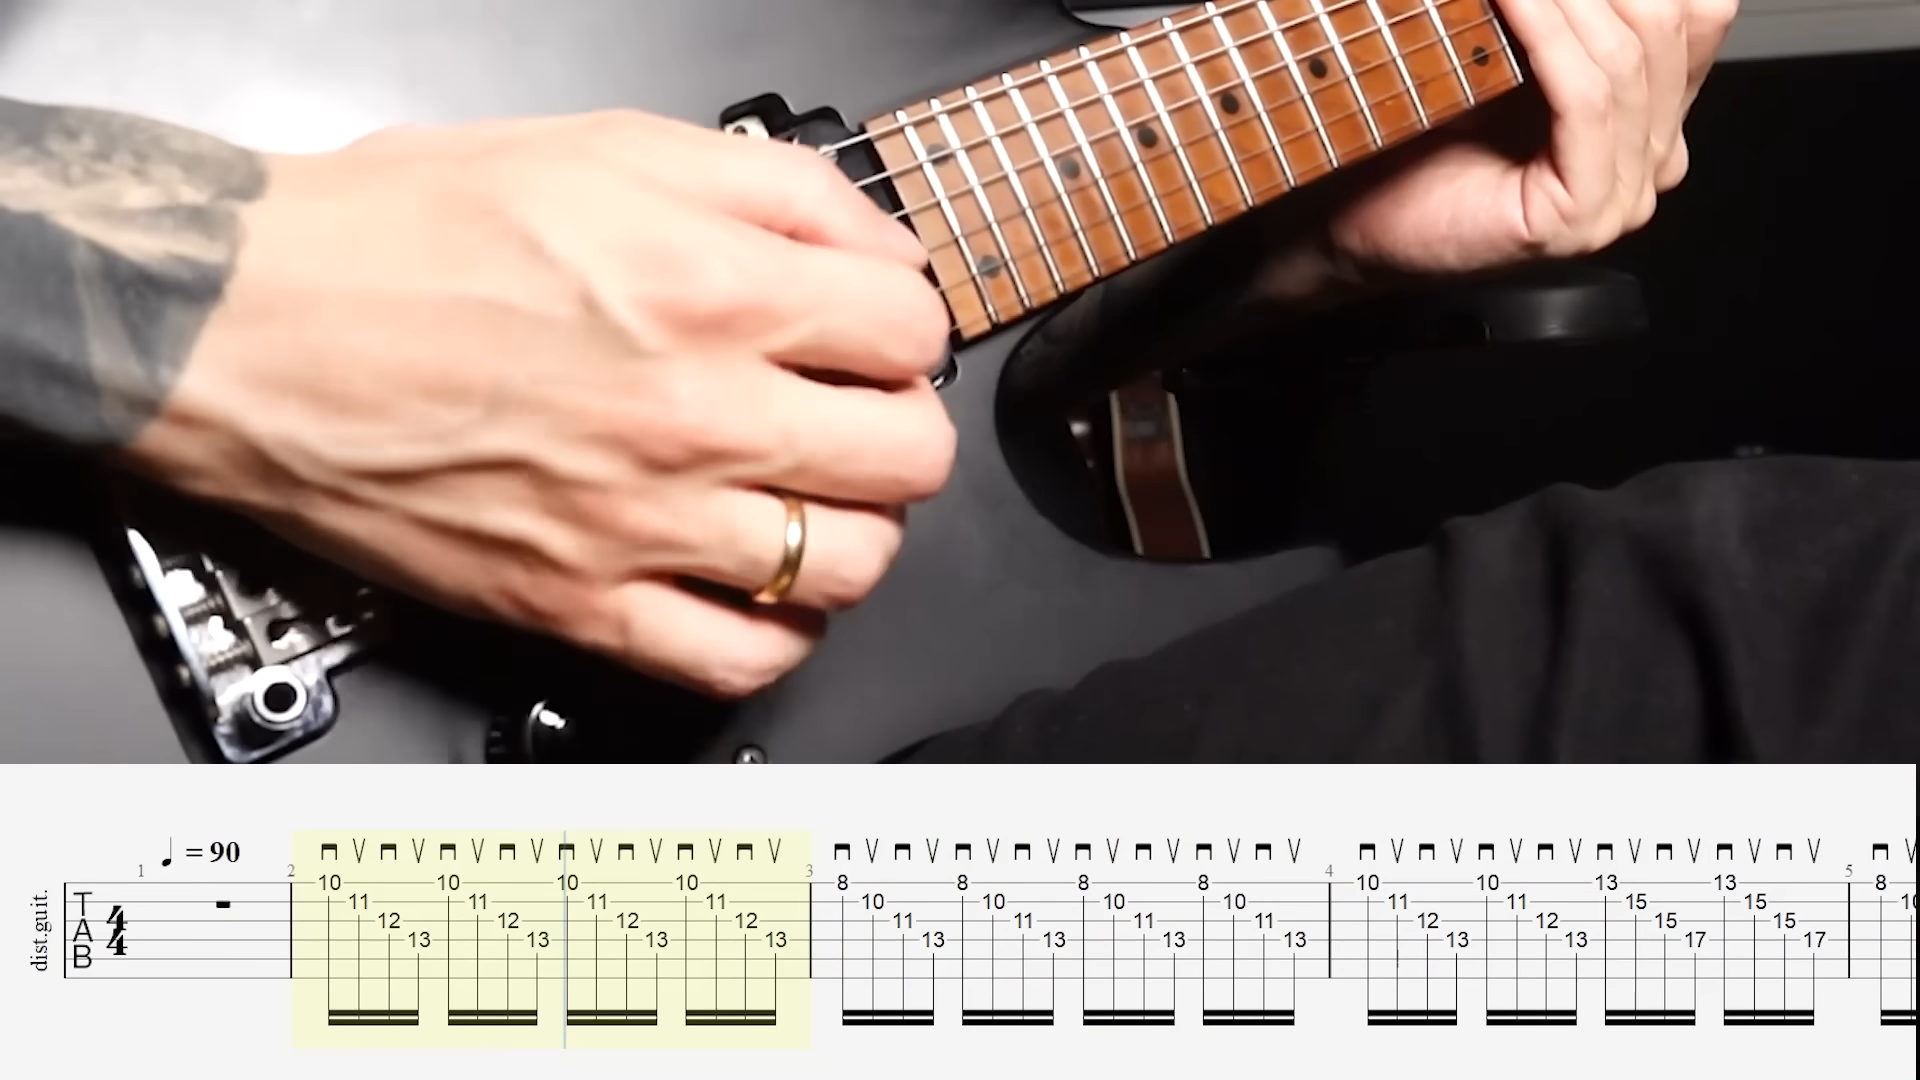 ♩ = 90
1 2 3 4 5
dist.guit.
T
A
B
4
4
10 10 10 10 8 8 8 8 10 10 13 13 8
11 11 11 11 10 10 10 10 11 11 15 15
12 12 12 12 11 11 11 11 12 12 15 15
13 13 13 13 13 13 13 13 13 13 17 17